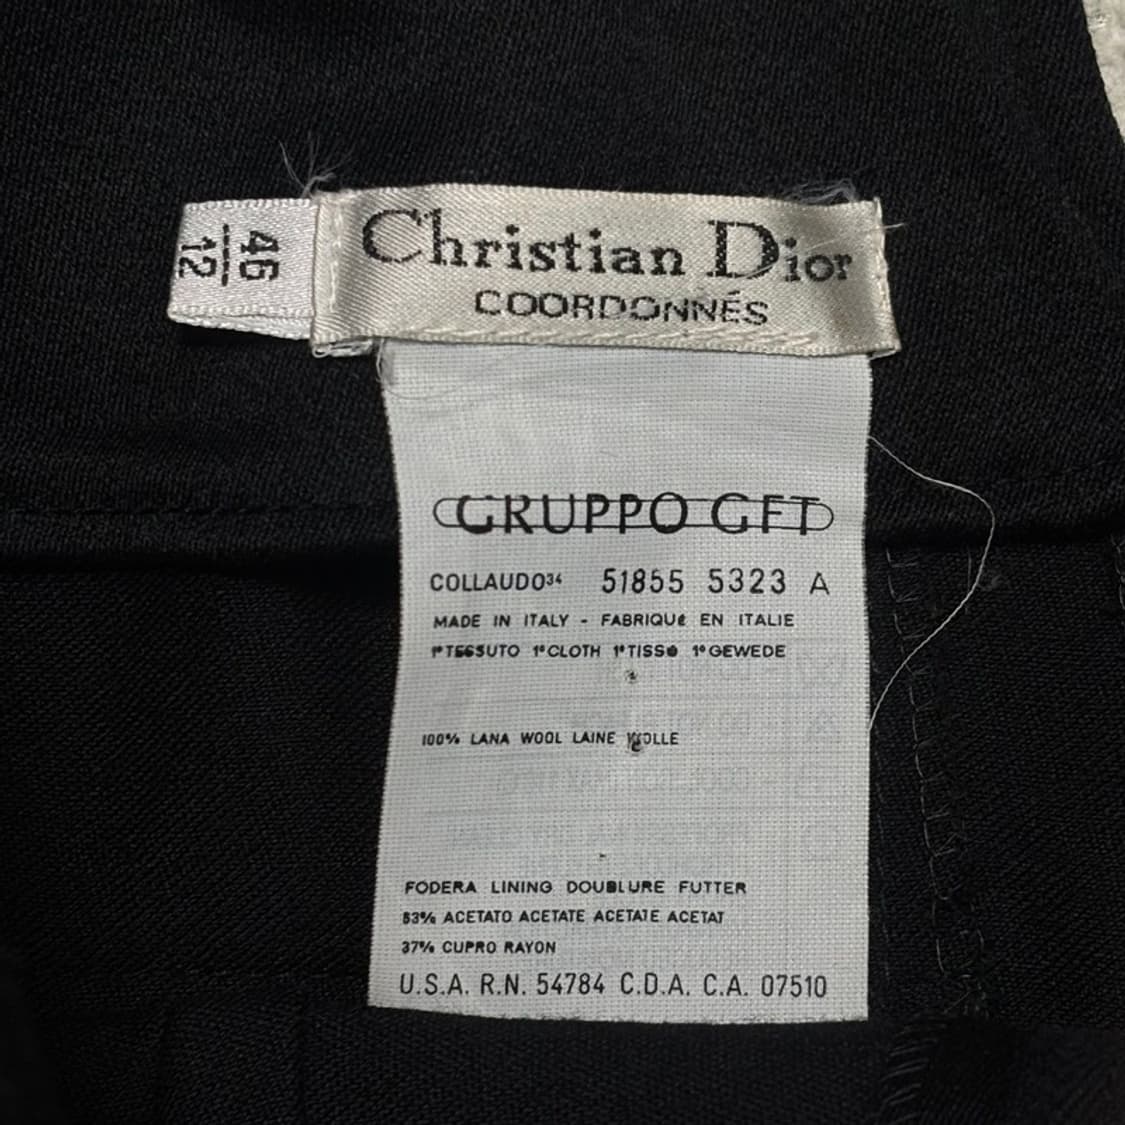 46
12
Christian Dior
COORDONNÉS
GRUPPO GFT
COLLAUDO34 51855 5323 A
MADE IN ITALY - FABRIQUé EN ITALIE
1°TESSUTO 1°CLOTH 1°TISSO 1°GEWEDE
100% LANA WOOL LAINE WOLLE
FODERA LINING DOUBLURE FUTTER
63% ACETATO ACETATE ACETATE ACETAT
37% CUPRO RAYON
U.S.A. R.N. 54784 C.D.A. C.A. 07510